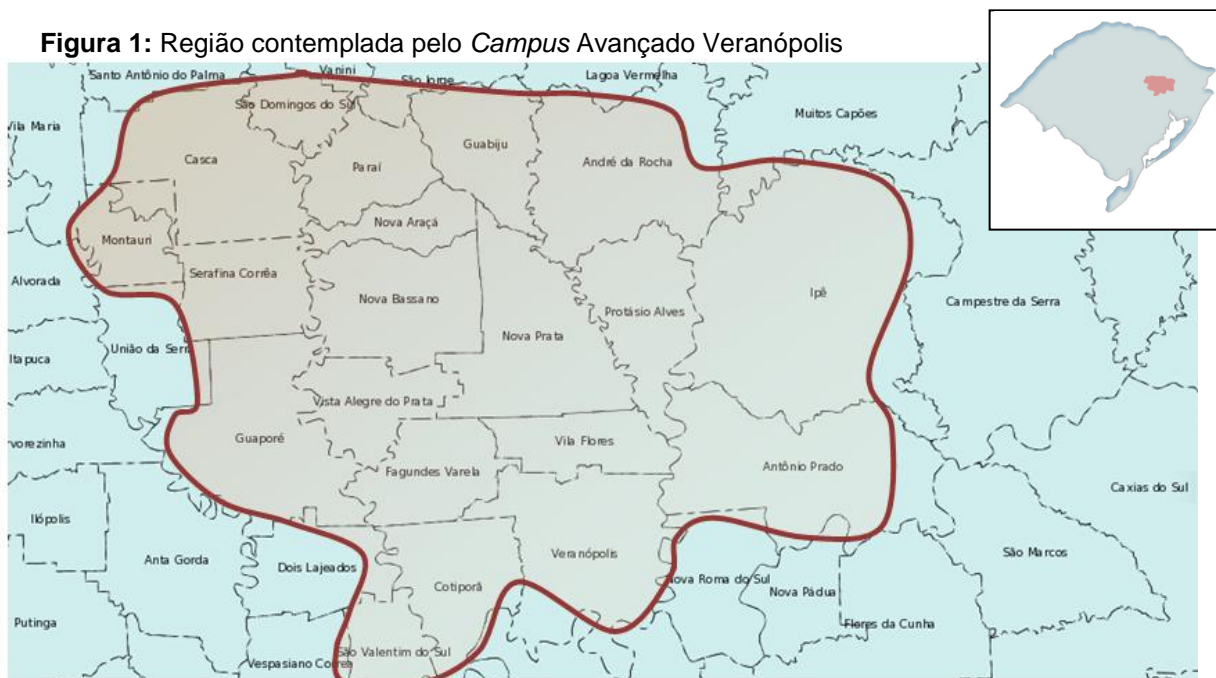 Figura 1: Região contemplada pelo Campus Avançado Veranópolis
Santo Antônio do Palma
Vanini
São Jorge
Lagoa Vermelha
São Domingos do Sul
Vila Maria
Muitos Capões
Casca
Paraí
Guabiju
André da Rocha
Nova Araçá
Montauri
Serafina Corrêa
Alvorada
Nova Bassano
Ipê
Campestre da Serra
Protásio Alves
Nova Prata
União da Serr
Itapuca
Vista Alegre do Prata
Guaporé
Vila Flores
vorezinha
Fagundes Varela
Antônio Prado
Caxias do Sul
Ilópolis
Veranópolis
São Marcos
Anta Gorda
Dois Lajeados
Cotiporã
Nova Roma do Sul
Nova Pádua
Putinga
Flores da Cunha
São Valentim do Sul
Vespasiano Corrêa